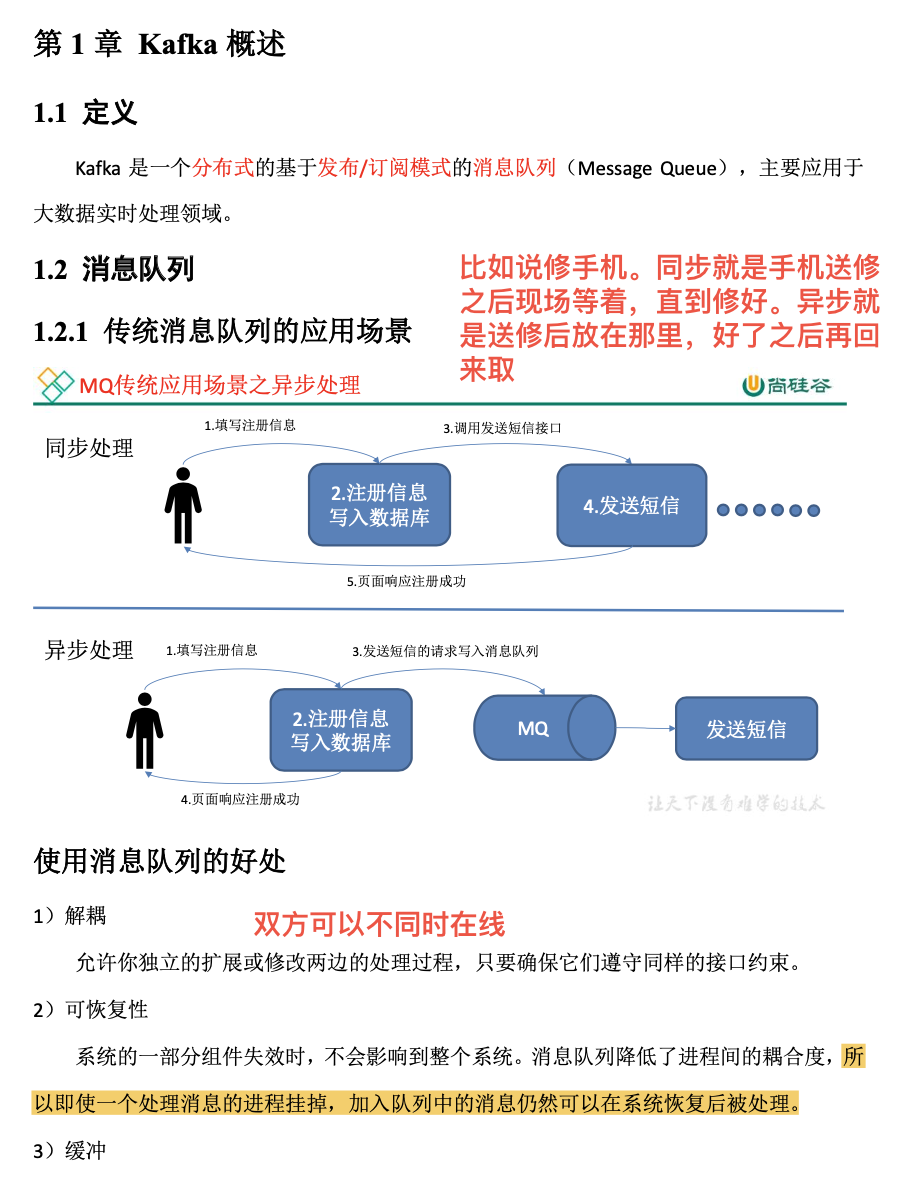 第 1 章 Kafka 概述
1.1 定义
Kafka 是一个分布式的基于发布/订阅模式的消息队列（Message Queue），主要应用于
大数据实时处理领域。
1.2 消息队列
比如说修手机。同步就是手机送修
之后现场等着，直到修好。异步就
是送修后放在那里，好了之后再回
来取
1.2.1 传统消息队列的应用场景
MQ传统应用场景之异步处理
尚硅谷
同步处理
1.填写注册信息
3.调用发送短信接口
2.注册信息
写入数据库
4.发送短信
5.页面响应注册成功
异步处理
1.填写注册信息
3.发送短信的请求写入消息队列
2.注册信息
写入数据库
MQ
发送短信
4.页面响应注册成功
让天下没有难学的技术
使用消息队列的好处
1）解耦
双方可以不同时在线
允许你独立的扩展或修改两边的处理过程，只要确保它们遵守同样的接口约束。
2）可恢复性
系统的一部分组件失效时，不会影响到整个系统。消息队列降低了进程间的耦合度，所
以即使一个处理消息的进程挂掉，加入队列中的消息仍然可以在系统恢复后被处理。
3）缓冲